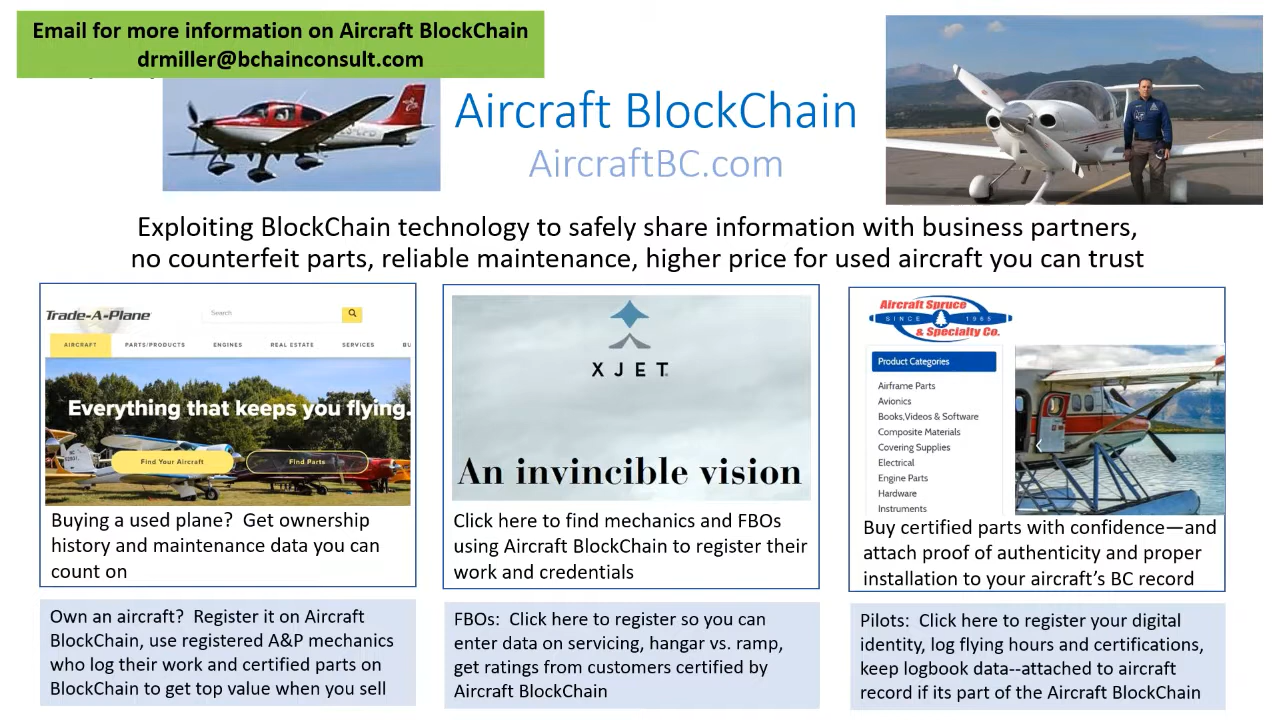 Email for more information on Aircraft BlockChain
drmiller@bchainconsult.com
Aircraft BlockChain
AircraftBC.com
Exploiting BlockChain technology to safely share information with business partners,
no counterfeit parts, reliable maintenance, higher price for used aircraft you can trust
Trade-A-Plane
Search
AIRCRAFT
PARTS/PRODUCTS
ENGINES
REAL ESTATE
SERVICES
BU
Everything that keeps you flying.
Find Your Aircraft
Find Parts
Buying a used plane?  Get ownership
history and maintenance data you can
count on
XJET
An invincible vision
Click here to find mechanics and FBOs
using Aircraft BlockChain to register their
work and credentials
Aircraft Spruce
SINCE 1965
& Specialty Co.
Product Categories
Airframe Parts
Avionics
Books,Videos & Software
Composite Materials
Covering Supplies
Electrical
Engine Parts
Hardware
Instruments
Buy certified parts with confidence—and
attach proof of authenticity and proper
installation to your aircraft’s BC record
Own an aircraft?  Register it on Aircraft
BlockChain, use registered A&P mechanics
who log their work and certified parts on
BlockChain to get top value when you sell
FBOs:  Click here to register so you can
enter data on servicing, hangar vs. ramp,
get ratings from customers certified by
Aircraft BlockChain
Pilots:  Click here to register your digital
identity, log flying hours and certifications,
keep logbook data--attached to aircraft
record if its part of the Aircraft BlockChain